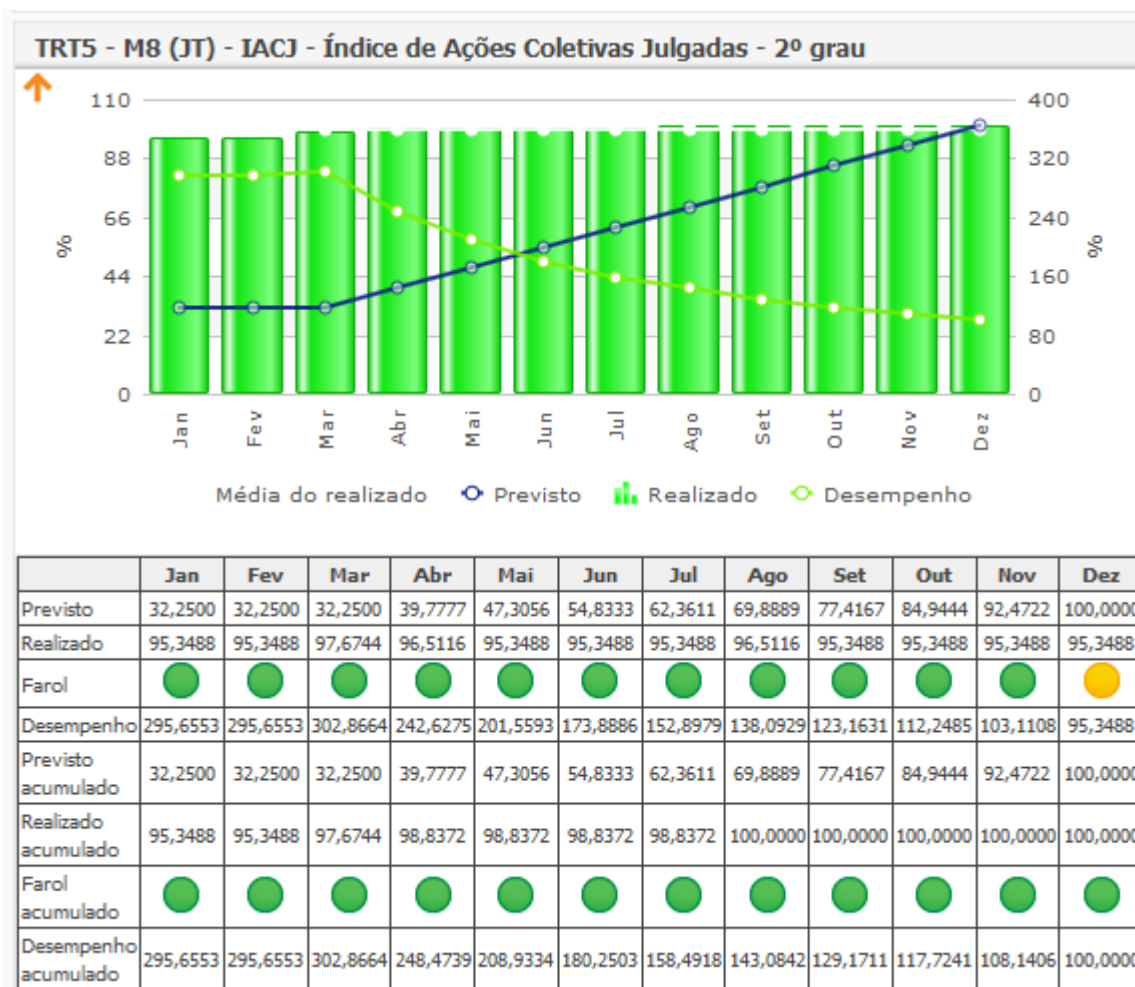 TRT5 - M8 (JT) - IACJ - Índice de Ações Coletivas Julgadas - 2º grau
110 400
88 320
66 240
% %
44 160
22 80
0 0
Jan Fev Mar Abr Mai Jun Jul Ago Set Out Nov Dez
Média do realizado Previsto Realizado Desempenho
Jan Fev Mar Abr Mai Jun Jul Ago Set Out Nov Dez
Previsto 32,2500 32,2500 32,2500 39,7777 47,3056 54,8333 62,3611 69,8889 77,4167 84,9444 92,4722 100,0000
Realizado 95,3488 95,3488 97,6744 96,5116 95,3488 95,3488 95,3488 96,5116 95,3488 95,3488 95,3488 95,3488
Farol
Desempenho 295,6553 295,6553 302,8664 242,6275 201,5593 173,8886 152,8979 138,0929 123,1631 112,2485 103,1108 95,3488
Previsto
acumulado 32,2500 32,2500 32,2500 39,7777 47,3056 54,8333 62,3611 69,8889 77,4167 84,9444 92,4722 100,0000
Realizado
acumulado 95,3488 95,3488 97,6744 98,8372 98,8372 98,8372 98,8372 100,0000 100,0000 100,0000 100,0000 100,0000
Farol
acumulado
Desempenho
acumulado 295,6553 295,6553 302,8664 248,4739 208,9334 180,2503 158,4918 143,0842 129,1711 117,7241 108,1406 100,0000